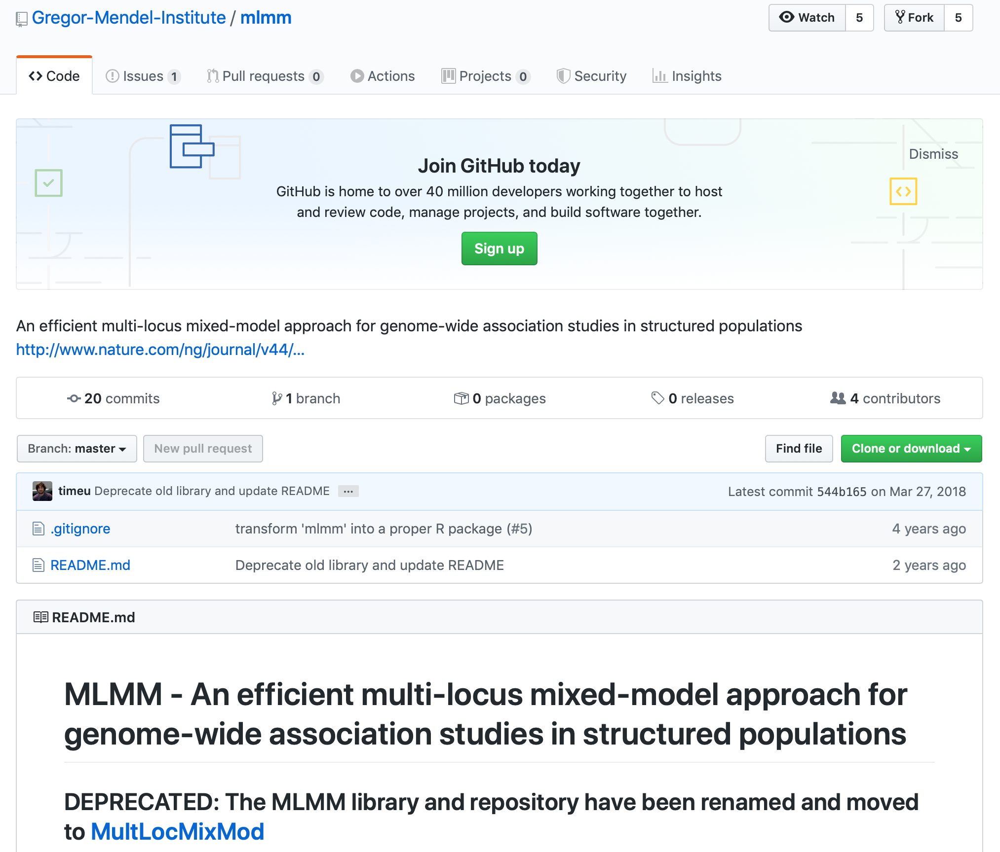 Gregor-Mendel-Institute / mlmm
Watch 5 Fork 5
Code Issues 1 Pull requests 0 Actions Projects 0 Security Insights
Dismiss
Join GitHub today
GitHub is home to over 40 million developers working together to host
and review code, manage projects, and build software together.
Sign up
An efficient multi-locus mixed-model approach for genome-wide association studies in structured populations
http://www.nature.com/ng/journal/v44/...
20 commits 1 branch 0 packages 0 releases 4 contributors
Branch: master New pull request Find file Clone or download
timeu Deprecate old library and update README ... Latest commit 544b165 on Mar 27, 2018
.gitignore transform 'mlmm' into a proper R package (#5) 4 years ago
README.md Deprecate old library and update README 2 years ago
README.md
MLMM - An efficient multi-locus mixed-model approach for
genome-wide association studies in structured populations
DEPRECATED: The MLMM library and repository have been renamed and moved
to MultLocMixMod